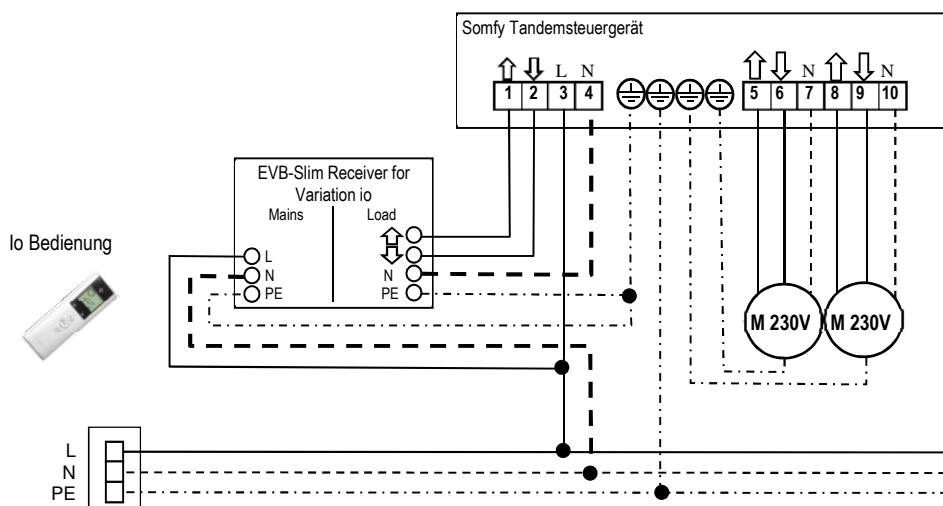 Somfy Tandemsteuergerät
L N
1 2 3 4
N N
5 6 7 8 9 10
EVB-Slim Receiver for
Variation io
Mains Load
L
N N
PE PE
Io Bedienung
M 230V M 230V
L
N
PE